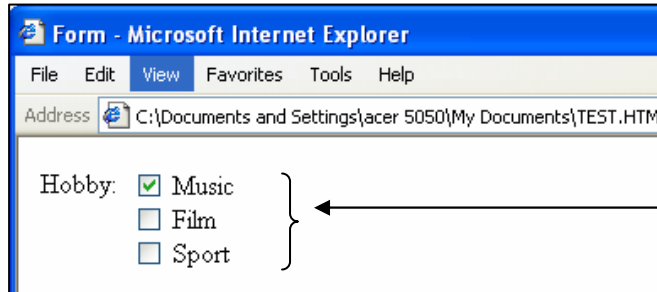 Form - Microsoft Internet Explorer
File Edit View Favorites Tools Help
Address C:\Documents and Settings\acer 5050\My Documents\TEST.HTM
Hobby: Music
Film
Sport